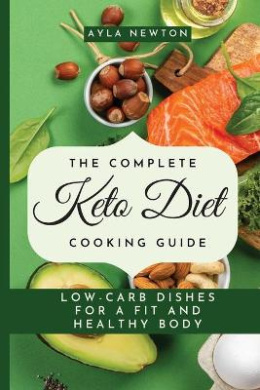 AYLA NEWTON
THE COMPLETE
Keto Diet
COOKING GUIDE
LOW-CARB DISHES
FOR A FIT AND
HEALTHY BODY